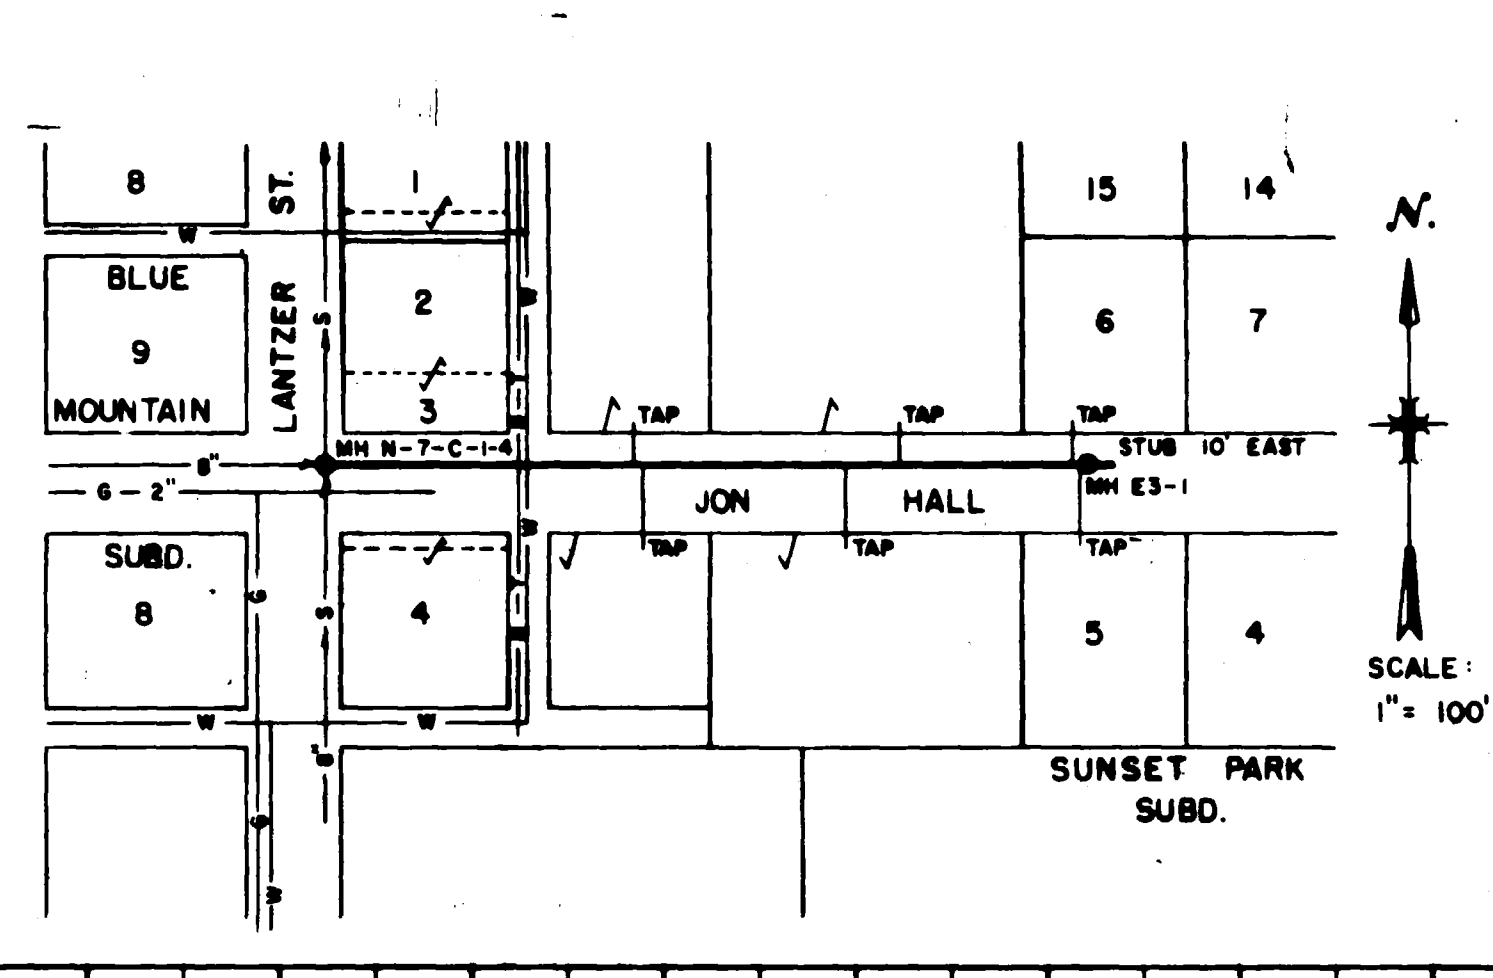 8
ST.
1
15
14
N.
W
BLUE
2
W
9
LANTZER
S
6
7
MOUNTAIN
3
TAP
TAP
TAP
MH N-7-C-1-4
STUB 10' EAST
8"
G - 2"
MH E3-1
JON HALL
W
SUBD.
TAP
TAP
TAP
8
G
S
4
5
4
SCALE:
1" = 100'
W
W
8"
SUNSET PARK
SUBD.
G
W